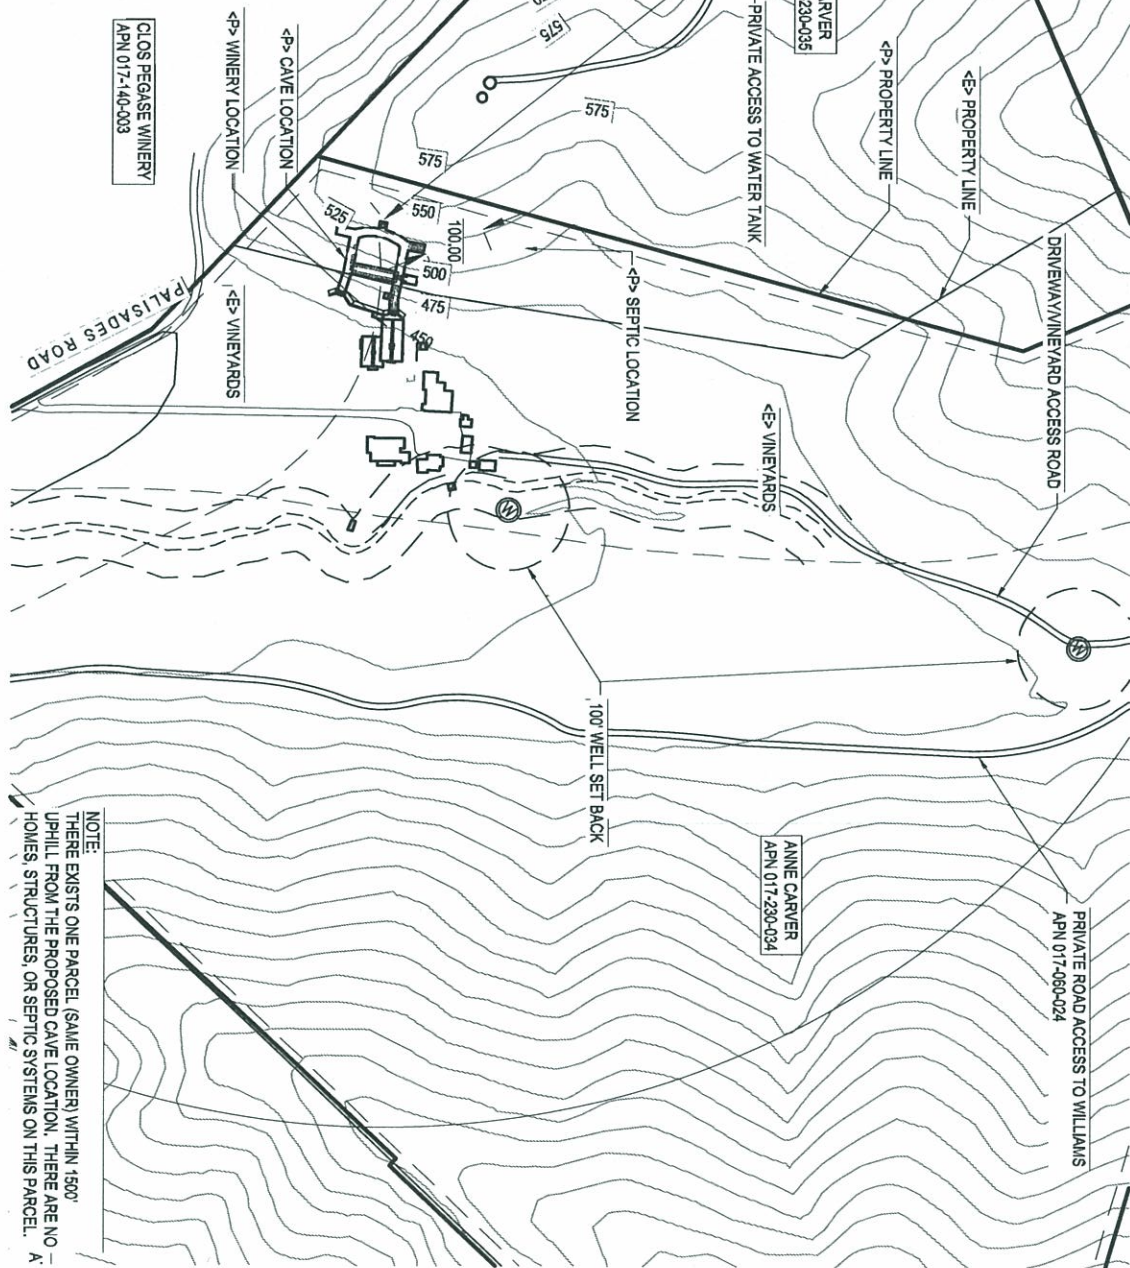 RVER
230-035
PRIVATE ACCESS TO WATER TANK
<P> PROPERTY LINE
<E> PROPERTY LINE
DRIVEWAY/VINEYARD ACCESS ROAD
575
575
575
550
525
100.00
500
475
450
<P> CAVE LOCATION
<P> WINERY LOCATION
CLOS PEGASE WINERY
APN 017-140-003
<P> SEPTIC LOCATION
<E> VINEYARDS
<E> VINEYARDS
PALISADES ROAD
W
W
100' WELL SET BACK
ANNE CARVER
APN 017-230-034
PRIVATE ROAD ACCESS TO WILLIAMS
APN 017-060-024
NOTE:
THERE EXISTS ONE PARCEL (SAME OWNER) WITHIN 1500'
UPHILL FROM THE PROPOSED CAVE LOCATION. THERE ARE NO
HOMES, STRUCTURES, OR SEPTIC SYSTEMS ON THIS PARCEL.